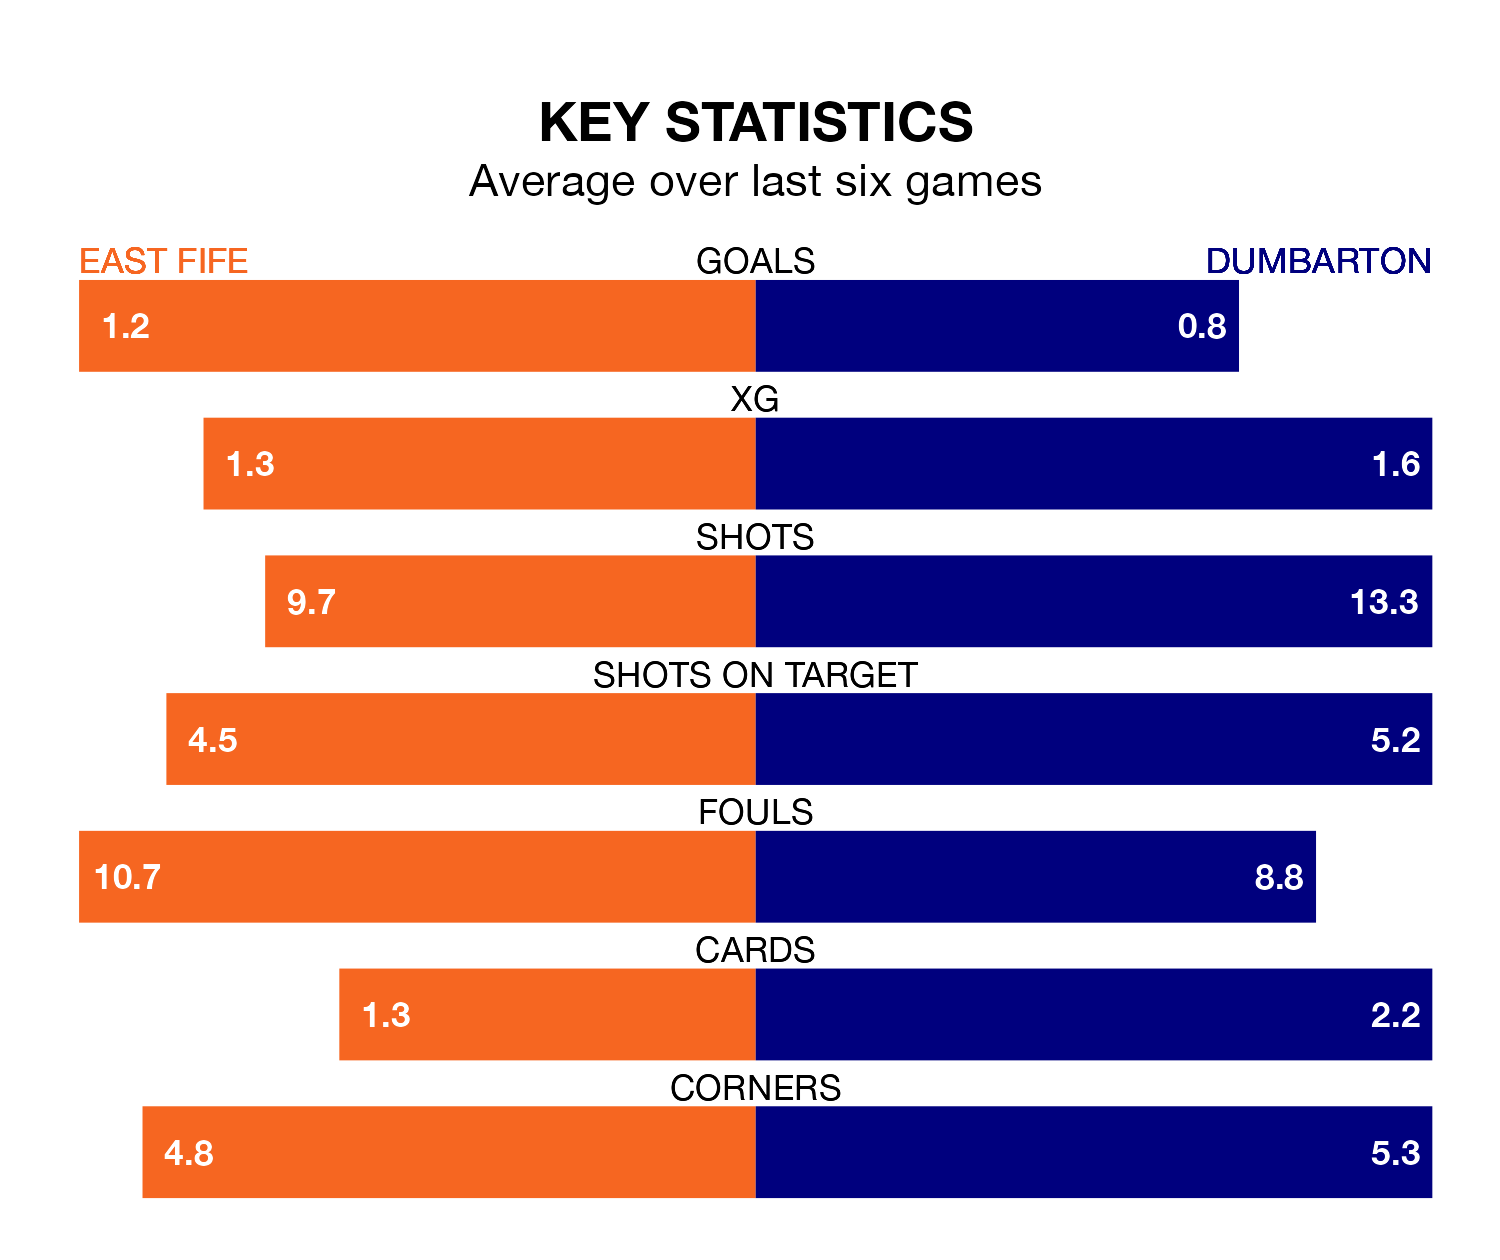 KEY STATISTICS
Average over last six games
EAST FIFE GOALS DUMBARTON
1.2 0.8
XG
1.3 1.6
SHOTS
9.7 13.3
SHOTS ON TARGET
4.5 5.2
FOULS
10.7 8.8
CARDS
1.3 2.2
CORNERS
4.8 5.3